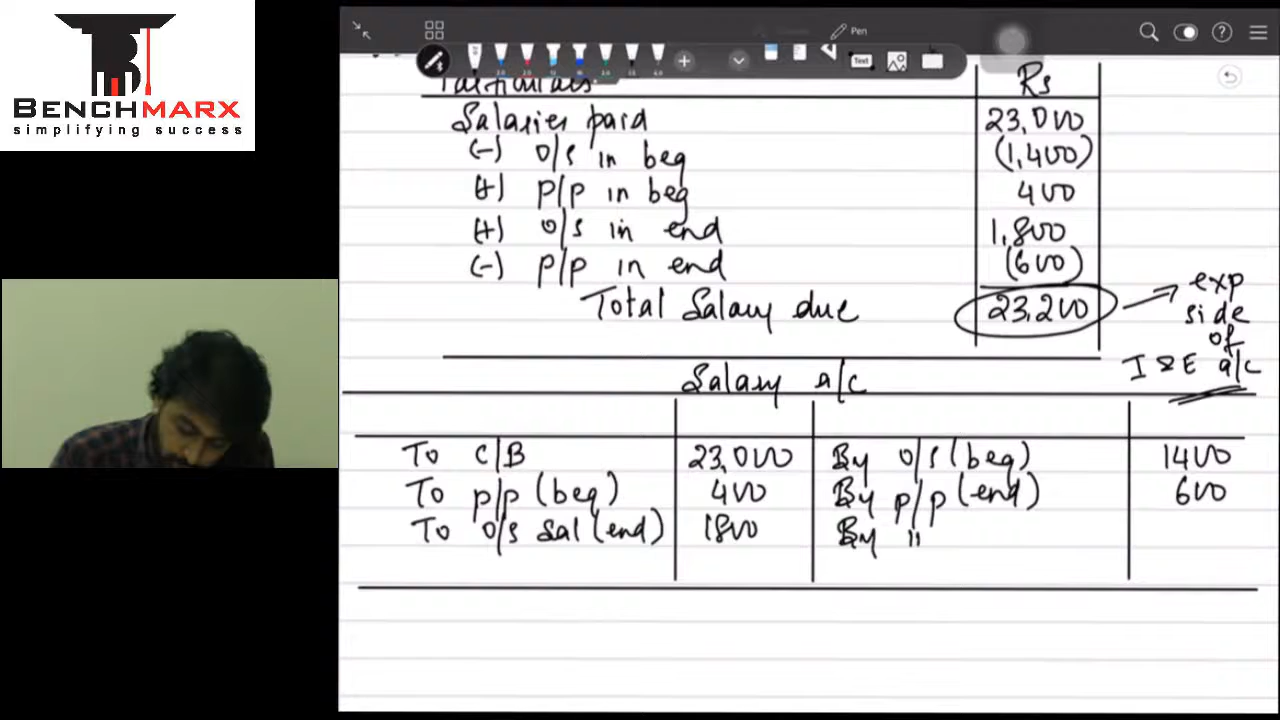 BENCHMARX
simplifying success
Pen
Text
Particulars Rs
Salaries paid 23,000
(-) o/s in beg (1,400)
(+) p/p in beg 400
(+) o/s in end 1,800
(-) p/p in end (600)
Total Salary due 23,200
exp
side
of
I & E a/c
Salary a/c
To C/B 23,000 By o/s (beg) 1400
To p/p (beg) 400 By p/p (end) 600
To o/s Sal (end) 1800 By